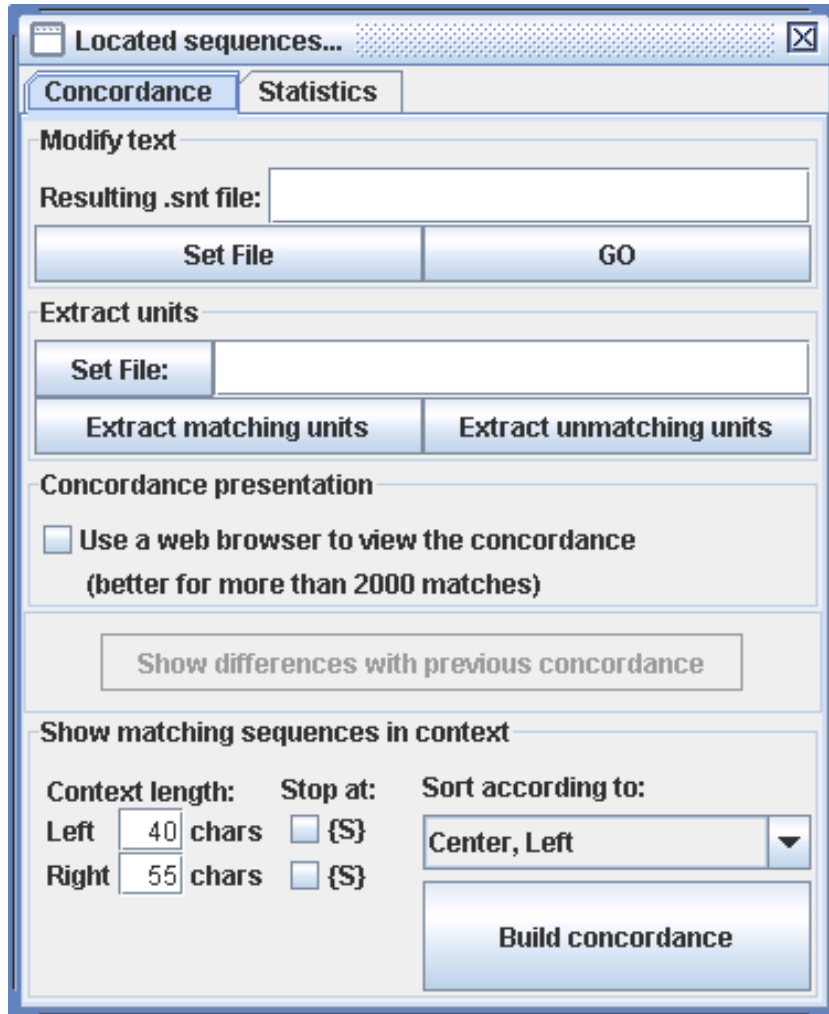 Located sequences...
Concordance Statistics
Modify text
Resulting .snt file:
Set File GO
Extract units
Set File:
Extract matching units Extract unmatching units
Concordance presentation
Use a web browser to view the concordance
(better for more than 2000 matches)
Show differences with previous concordance
Show matching sequences in context
Context length: Stop at: Sort according to:
Left 40 chars {S}
Center, Left
Right 55 chars {S}
Build concordance